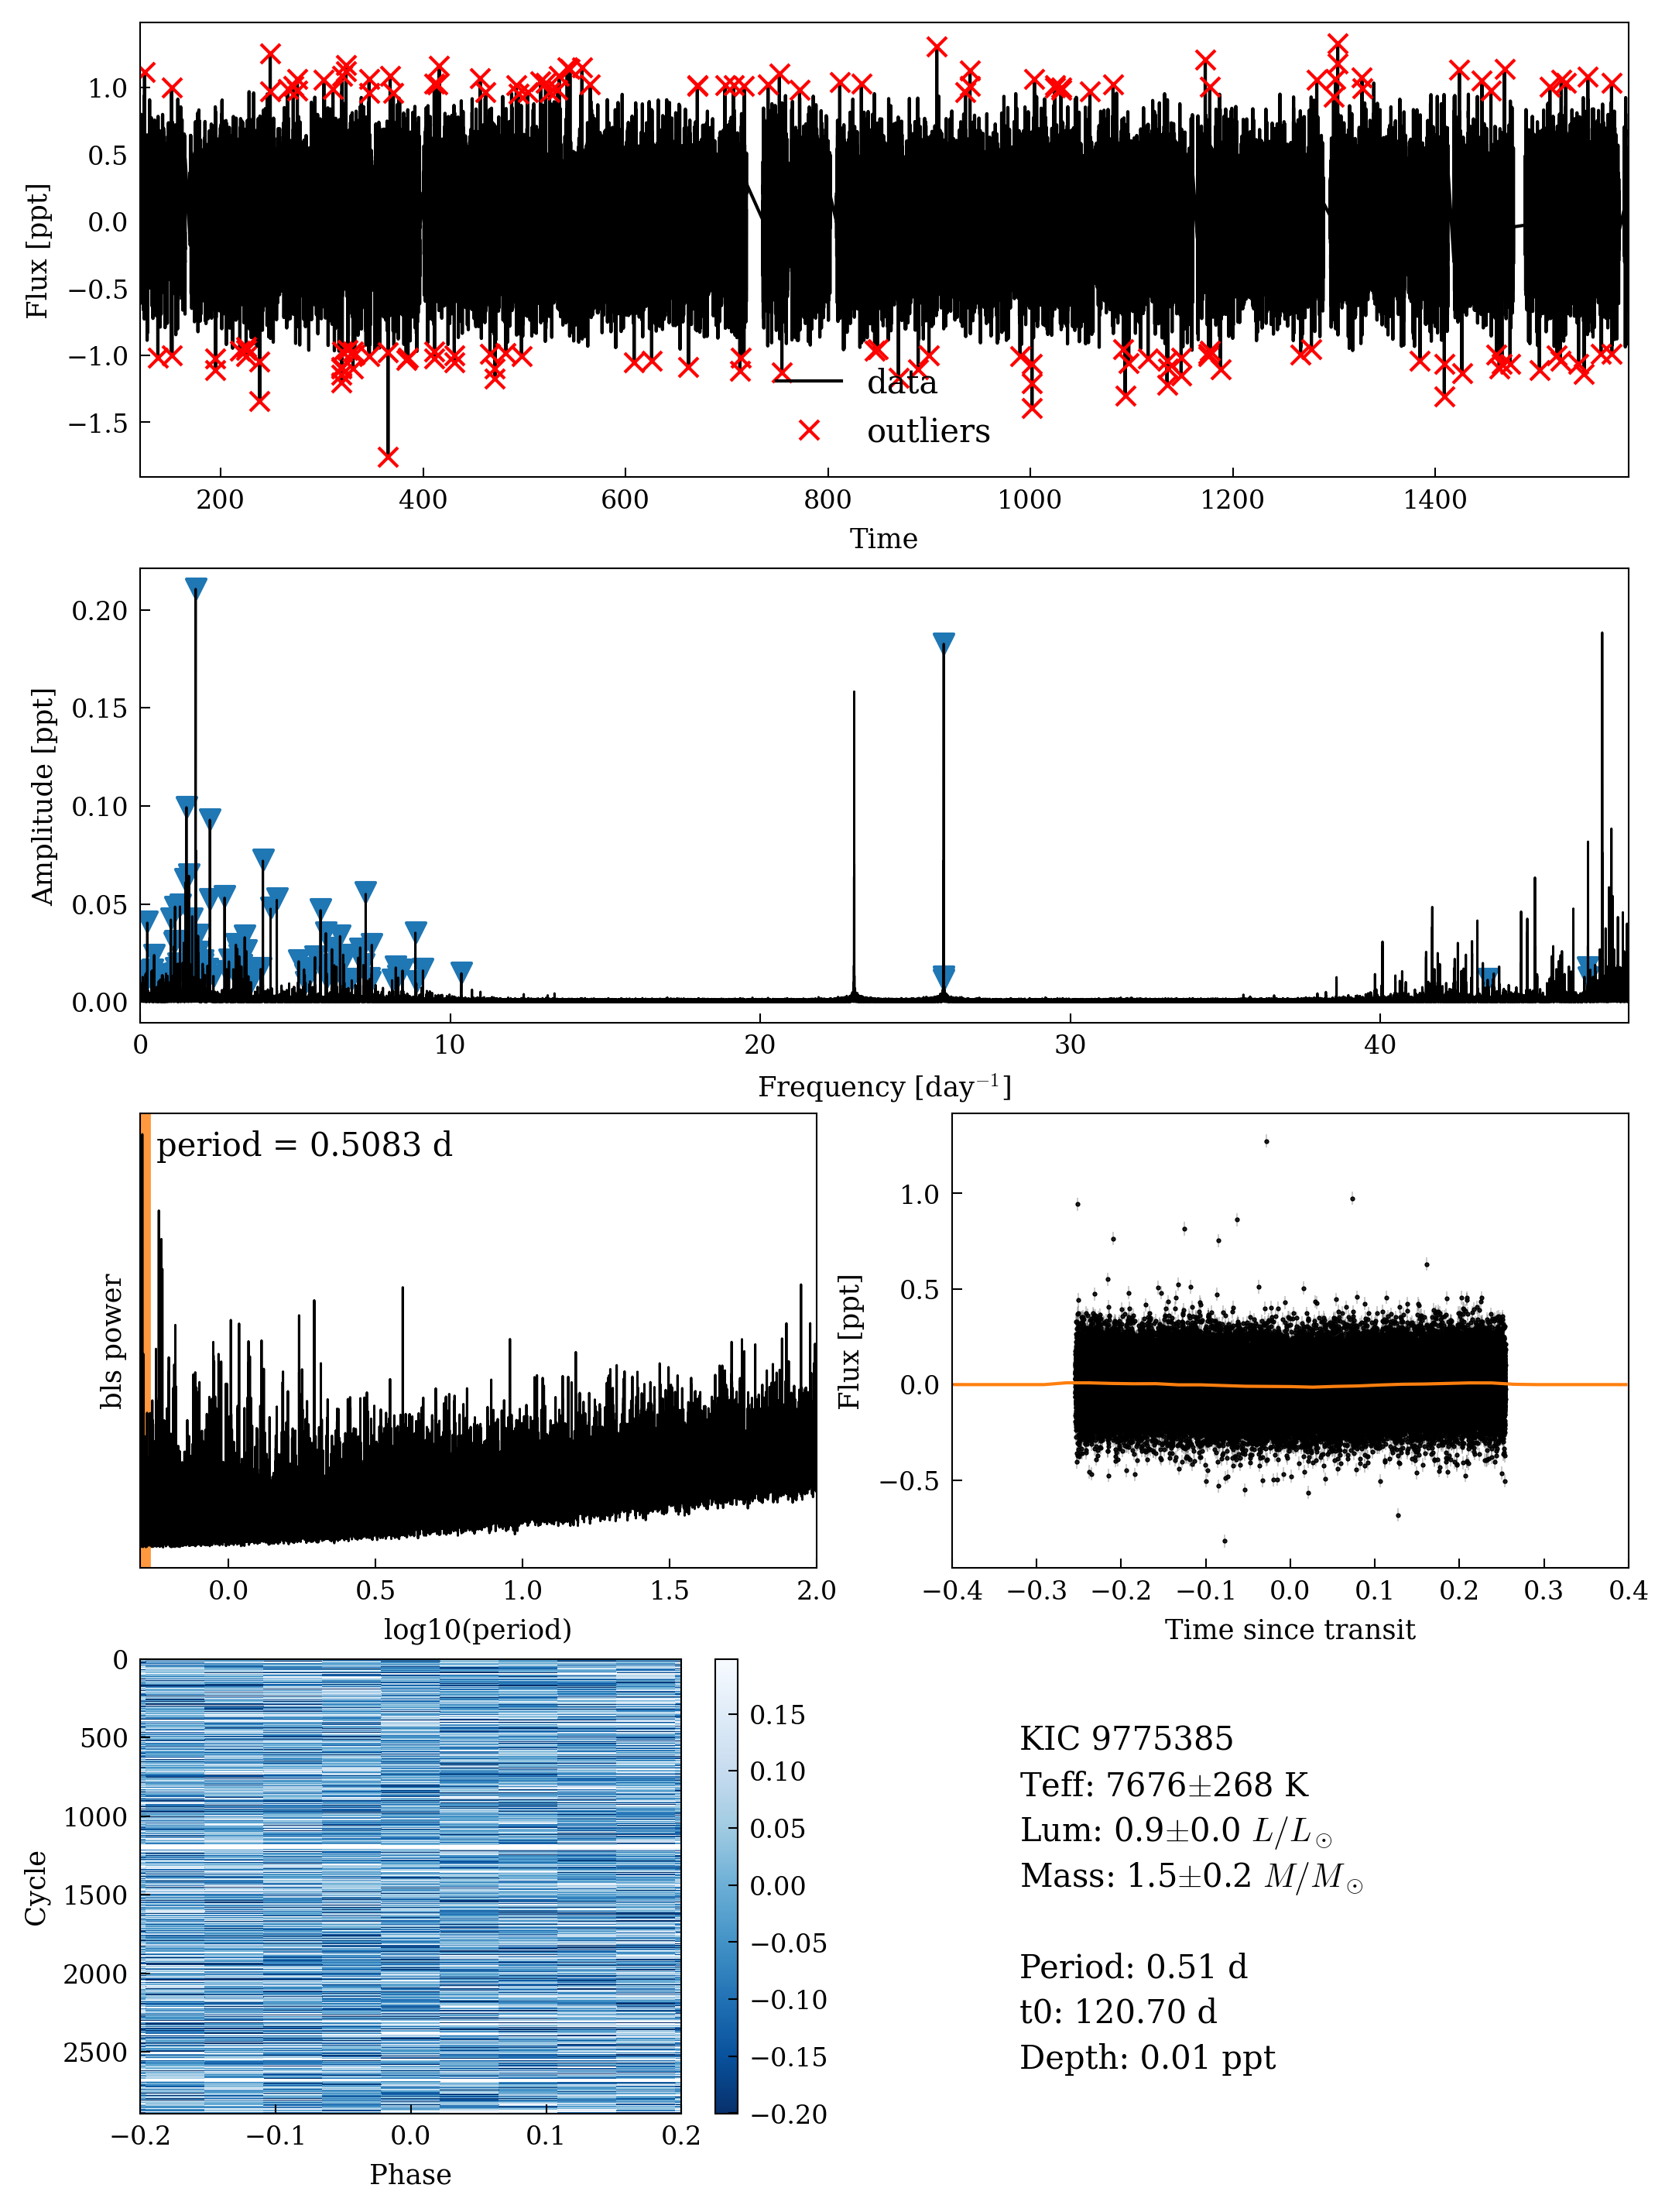 1.0
0.5
0.0
−0.5
−1.0
−1.5
Flux [ppt]
data
outliers
200 400 600 800 1000 1200 1400
Time
0.20
0.15
0.10
0.05
0.00
Amplitude [ppt]
0 10 20 30 40
Frequency [day⁻¹]
period = 0.5083 d
bls power
0.0 0.5 1.0 1.5 2.0
log10(period)
1.0
0.5
0.0
−0.5
Flux [ppt]
−0.4 −0.3 −0.2 −0.1 0.0 0.1 0.2 0.3 0.4
Time since transit
0
500
1000
1500
2000
2500
Cycle
−0.2 −0.1 0.0 0.1 0.2
Phase
0.15
0.10
0.05
0.00
−0.05
−0.10
−0.15
−0.20
KIC 9775385
Teff: 7676±268 K
Lum: 0.9±0.0 L/L⊙
Mass: 1.5±0.2 M/M⊙
Period: 0.51 d
t0: 120.70 d
Depth: 0.01 ppt